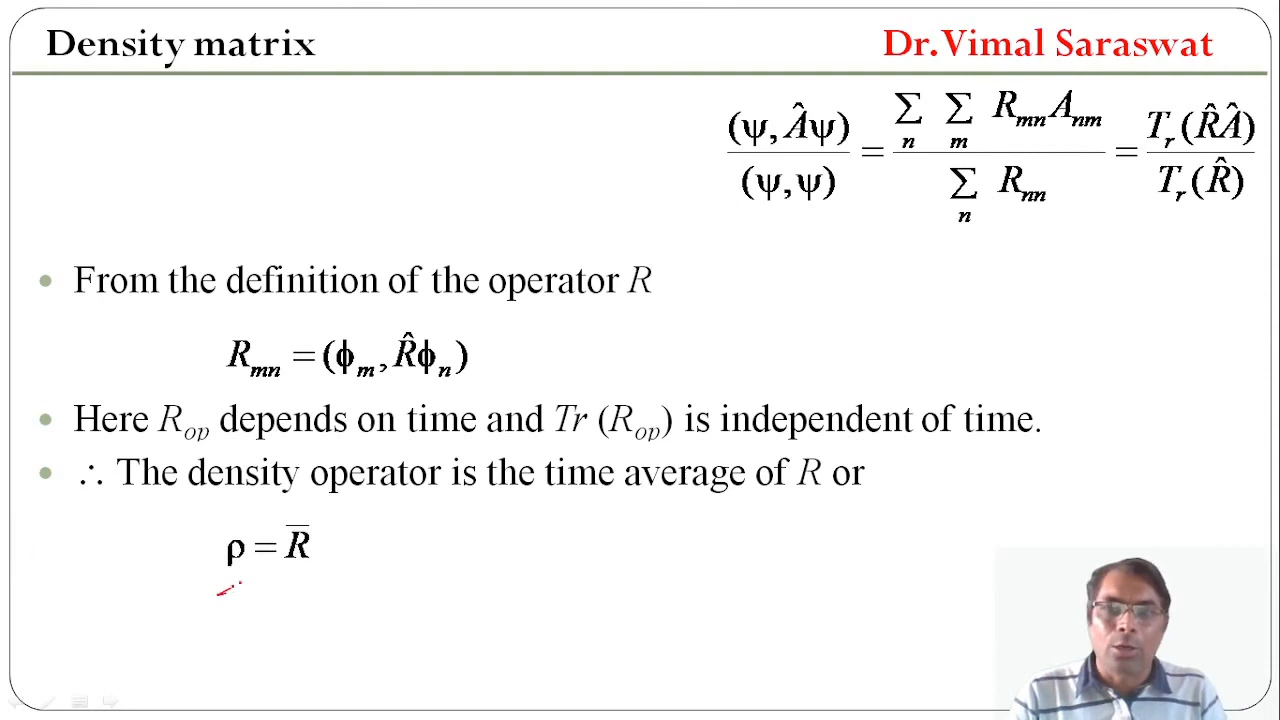 Density matrix
Dr.Vimal Saraswat
(ψ, Âψ) / (ψ, ψ) = Σ_n Σ_m R_mn A_nm / Σ_n R_nn = T_r(R̂Â) / T_r(R̂)
• From the definition of the operator R
R_mn = (ϕ_m, R̂ϕ_n)
• Here R_op depends on time and Tr (R_op) is independent of time.
• ∴ The density operator is the time average of R or
ρ = R̅